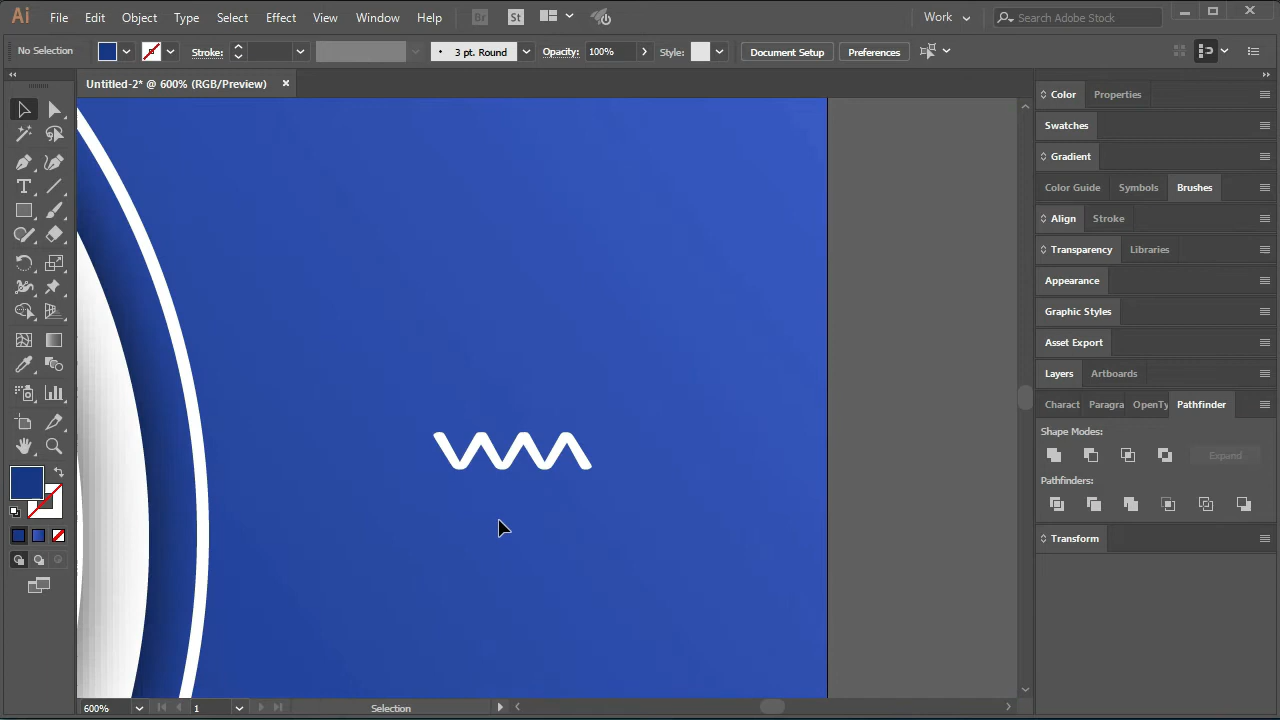 Ai File Edit Object Type Select Effect View Window Help Br St Work Search Adobe Stock
No Selection Stroke: 3 pt. Round Opacity: 100% Style: Document Setup Preferences
Untitled-2* @ 600% (RGB/Preview)
Color Properties
Swatches
Gradient
Color Guide Symbols Brushes
Align Stroke
Transparency Libraries
Appearance
Graphic Styles
Asset Export
Layers Artboards
Charact Paragra OpenTy Pathfinder
Shape Modes:
Expand
Pathfinders:
Transform
600% 1 Selection